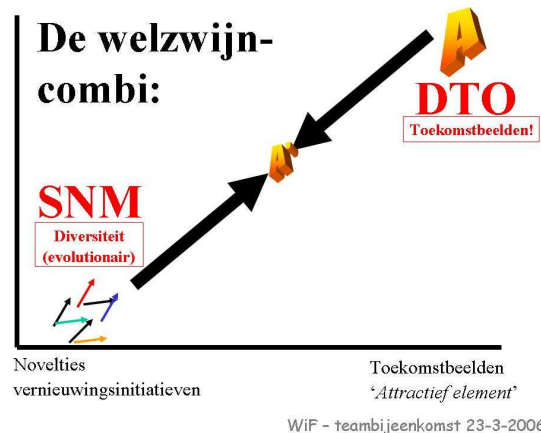 De welzwijn-
combi:
A
DTO
Toekomstbeelden!
A'
SNM
Diversiteit
(evolutionair)
Novelties
vernieuwingsinitiatieven
Toekomstbeelden
‘Attractief element’
WiF - teambijeenkomst 23-3-2006